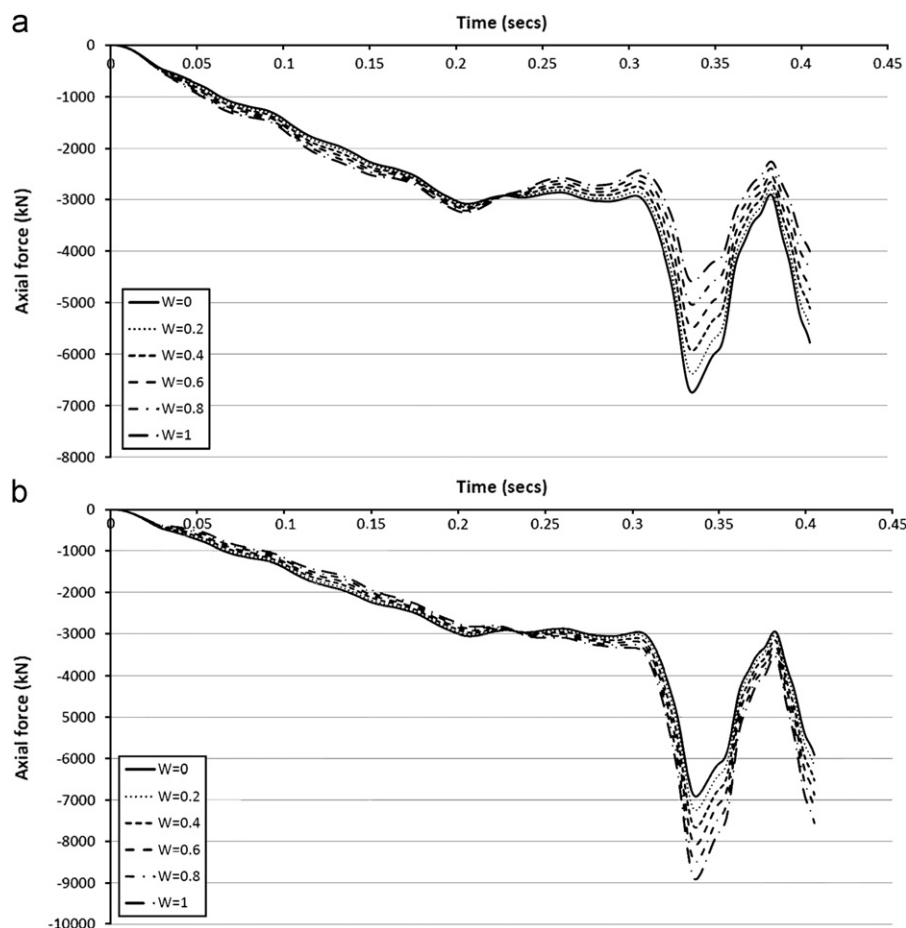 a
Time (secs)
0 0.05 0.1 0.15 0.2 0.25 0.3 0.35 0.4 0.45
0
-1000
-2000
-3000
-4000
-5000
-6000
-7000
-8000
Axial force (kN)
W=0
W=0.2
W=0.4
W=0.6
W=0.8
W=1
b
Time (secs)
0 0.05 0.1 0.15 0.2 0.25 0.3 0.35 0.4 0.45
0
-1000
-2000
-3000
-4000
-5000
-6000
-7000
-8000
-9000
-10000
Axial force (kN)
W=0
W=0.2
W=0.4
W=0.6
W=0.8
W=1